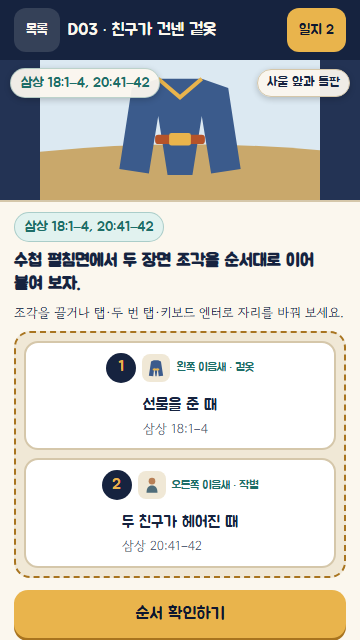 목록
D03 · 친구가 건넨 겉옷
일지 2
삼상 18:1–4, 20:41–42
사울 앞과 들판
삼상 18:1–4, 20:41–42
수첩 펼침면에서 두 장면 조각을 순서대로 이어
붙여 보자.
조각을 끌거나 탭·두 번 탭·키보드 엔터로 자리를 바꿔 보세요.
1
왼쪽 이음새 · 겉옷
선물을 준 때
삼상 18:1–4
2
오른쪽 이음새 · 작별
두 친구가 헤어진 때
삼상 20:41–42
순서 확인하기